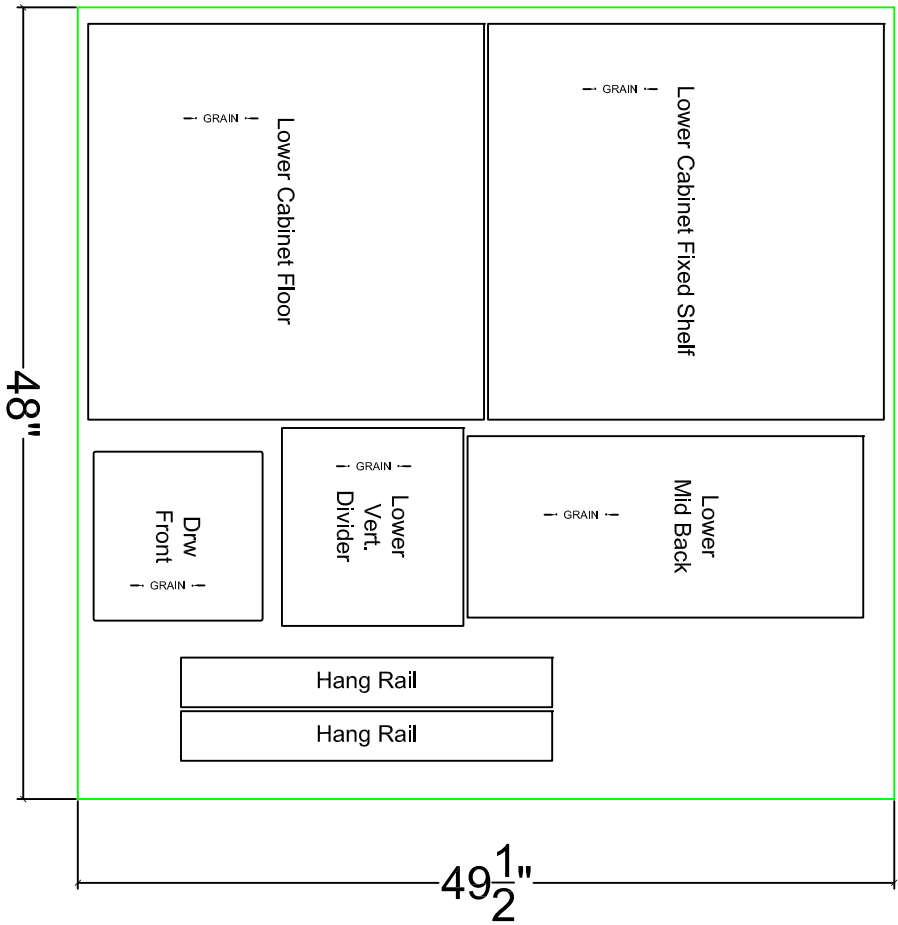 GRAIN
Lower Cabinet Fixed Shelf
GRAIN
Lower Cabinet Floor
GRAIN
Lower
Vert.
Divider
Lower
Mid Back
GRAIN
Drw
Front
GRAIN
Hang Rail
Hang Rail
48"
49 1/2"